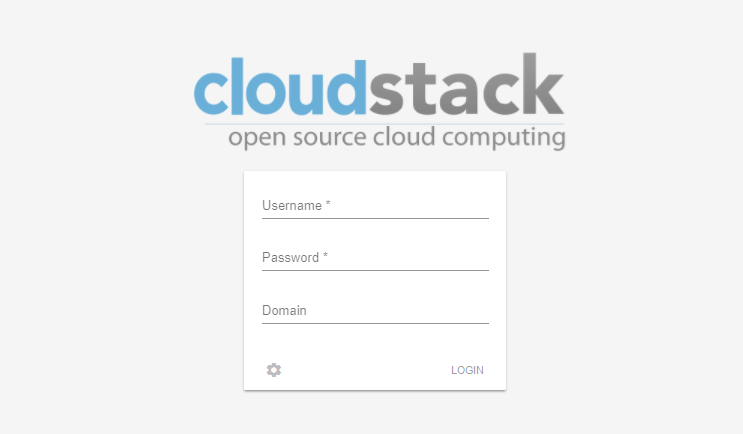 cloudstack
open source cloud computing
Username *
Password *
Domain
LOGIN